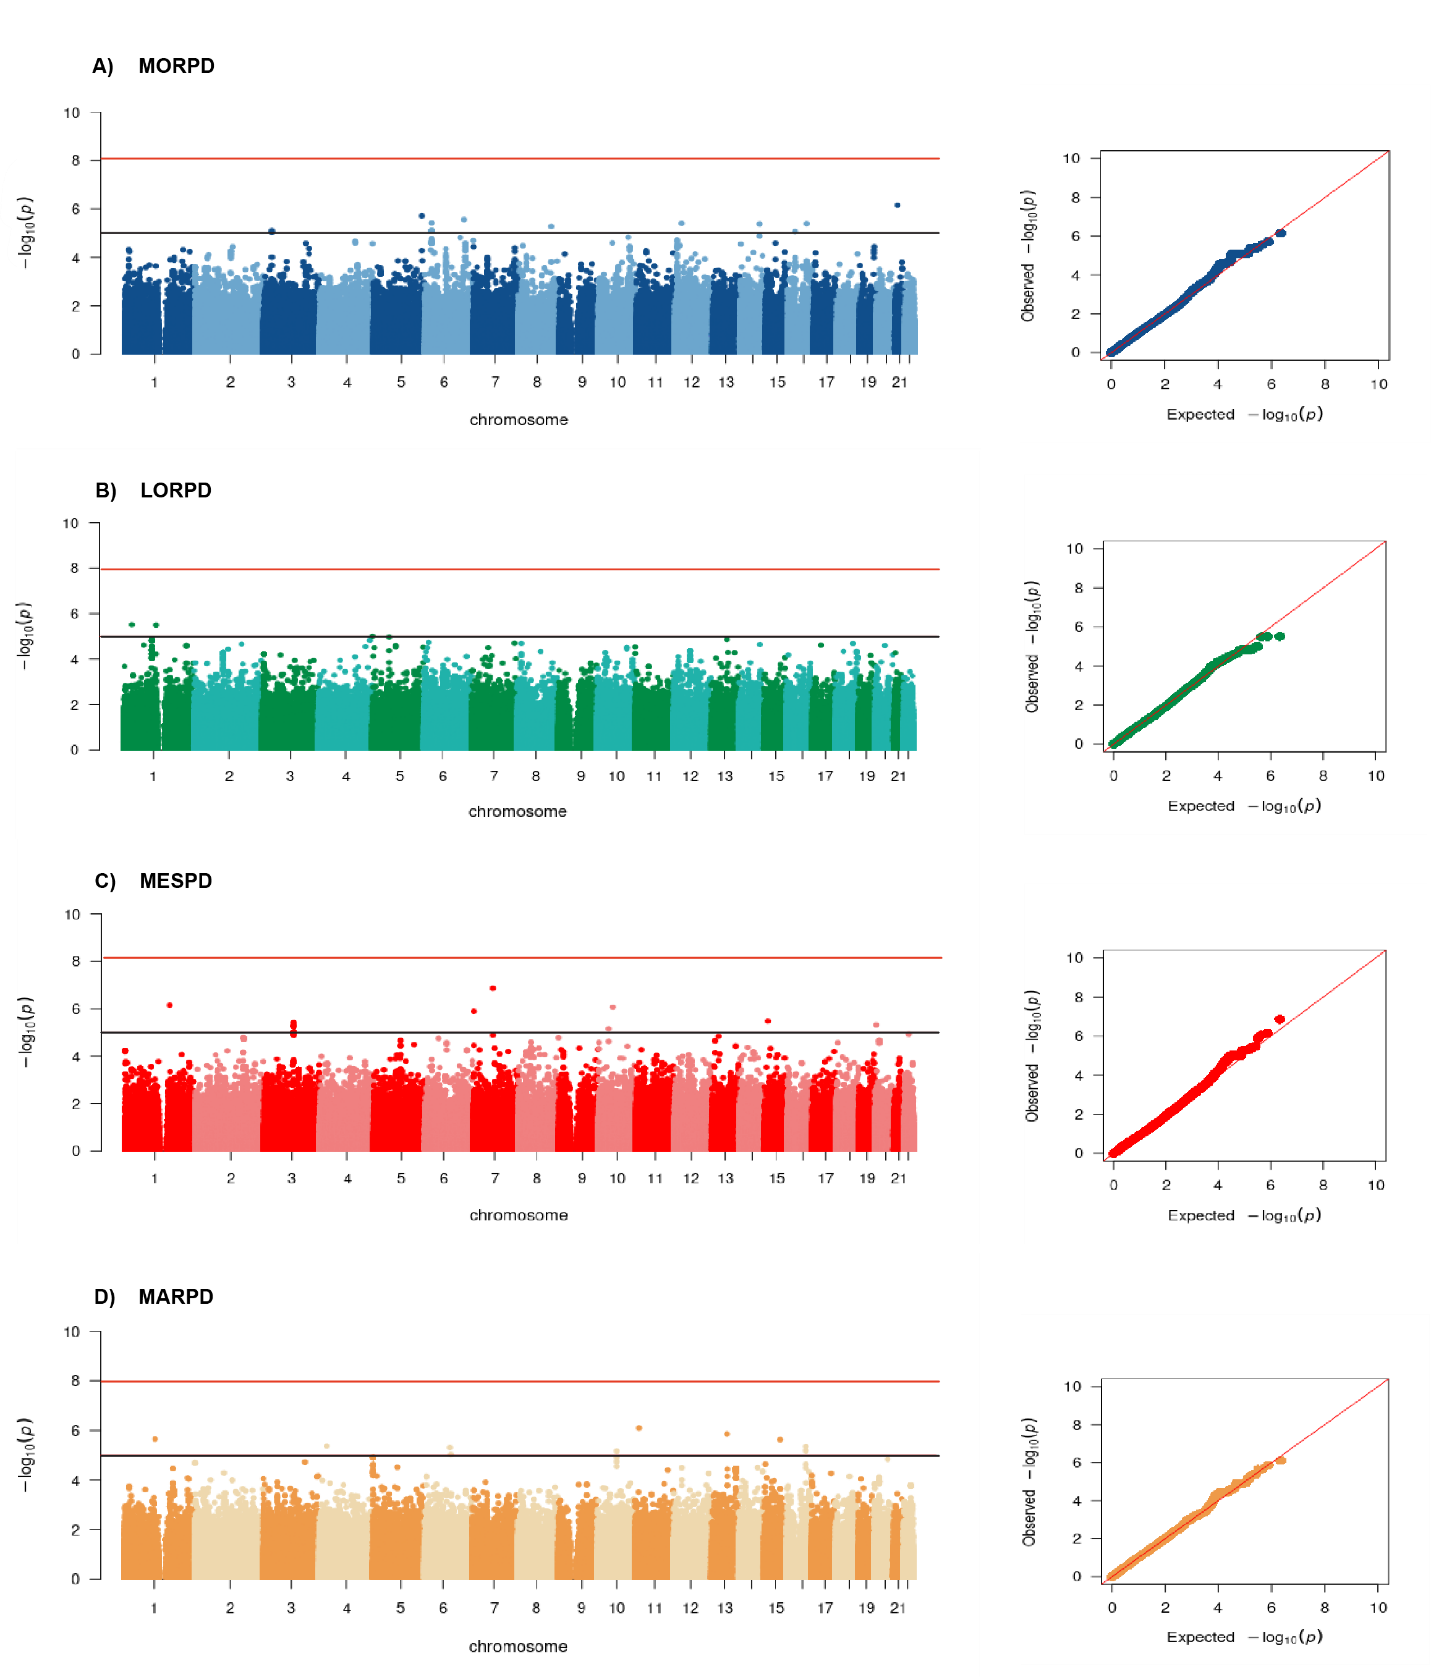 A) MORPD
10
8
6
4
2
0
− log10(p)
1 2 3 4 5 6 7 8 9 10 11 12 13 15 17 19 21
chromosome
10
8
6
4
2
0
Observed −log10(p)
0 2 4 6 8 10
Expected −log10(p)
B) LORPD
10
8
6
4
2
0
− log10(p)
1 2 3 4 5 6 7 8 9 10 11 12 13 15 17 19 21
chromosome
10
8
6
4
2
0
Observed −log10(p)
0 2 4 6 8 10
Expected −log10(p)
C) MESPD
10
8
6
4
2
0
− log10(p)
1 2 3 4 5 6 7 8 9 10 11 12 13 15 17 19 21
chromosome
10
8
6
4
2
0
Observed −log10(p)
0 2 4 6 8 10
Expected −log10(p)
D) MARPD
10
8
6
4
2
0
− log10(p)
1 2 3 4 5 6 7 8 9 10 11 12 13 15 17 19 21
chromosome
10
8
6
4
2
0
Observed −log10(p)
0 2 4 6 8 10
Expected −log10(p)